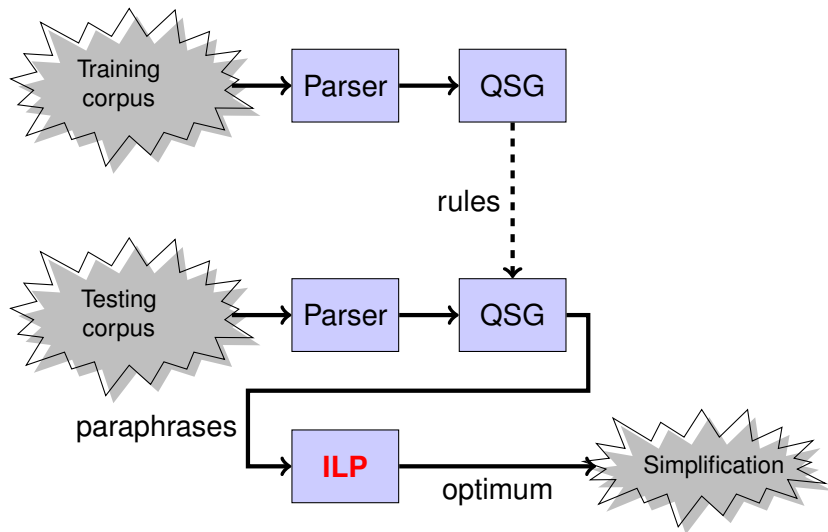 Training
corpus
Parser
QSG
rules
Testing
corpus
Parser
QSG
paraphrases
ILP
optimum
Simplification